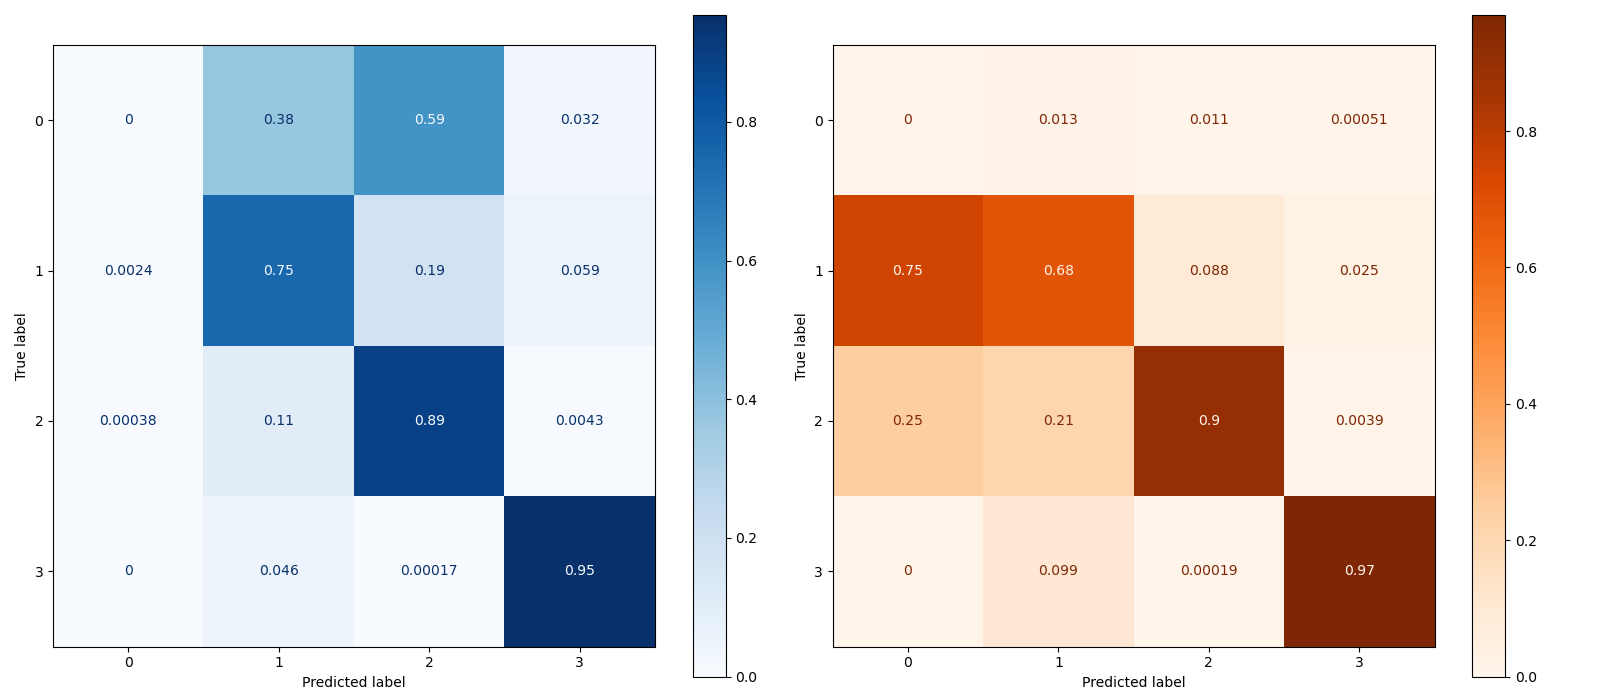 0 0.38 0.59 0.032
0.0024 0.75 0.19 0.059
0.00038 0.11 0.89 0.0043
0 0.046 0.00017 0.95
0
1
2
3
True label
0 1 2 3
Predicted label
0.8
0.6
0.4
0.2
0.0
0 0.013 0.011 0.00051
0.75 0.68 0.088 0.025
0.25 0.21 0.9 0.0039
0 0.099 0.00019 0.97
0
1
2
3
True label
0 1 2 3
Predicted label
0.8
0.6
0.4
0.2
0.0